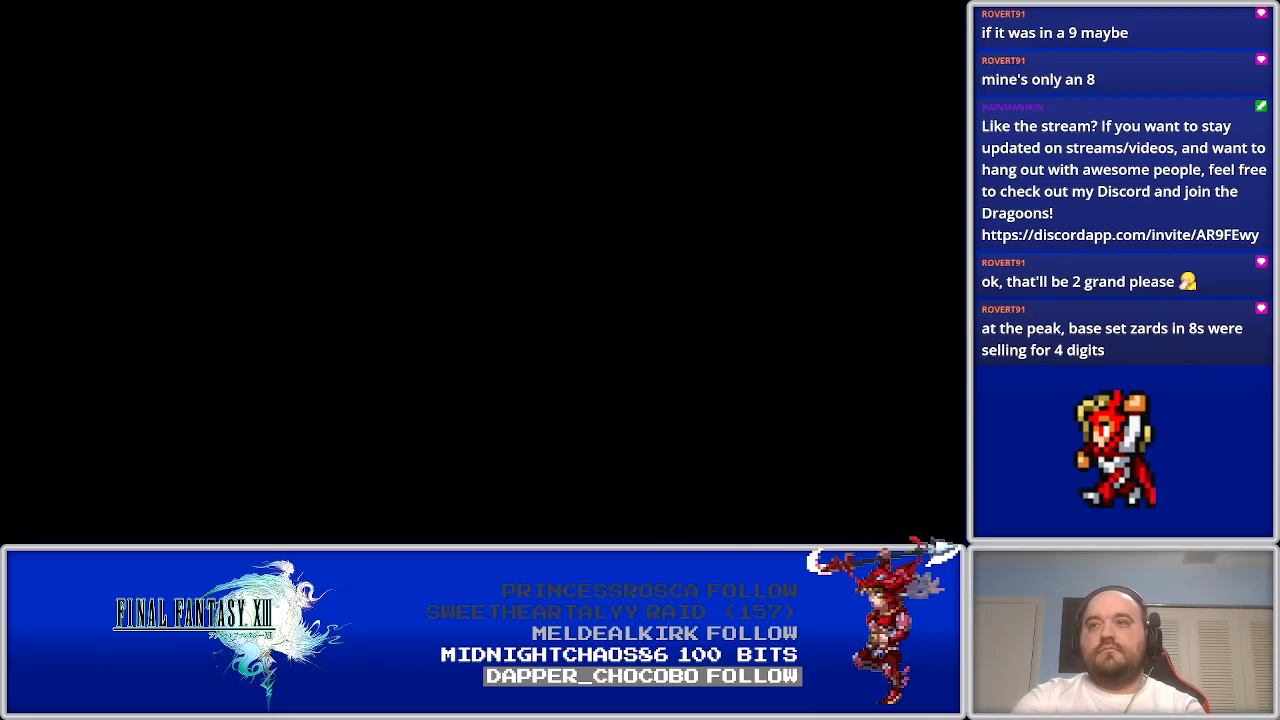 ROVERT91
if it was in a 9 maybe
ROVERT91
mine's only an 8
KAINMANIKIN
Like the stream? If you want to stay
updated on streams/videos, and want to
hang out with awesome people, feel free
to check out my Discord and join the
Dragoons!
https://discordapp.com/invite/AR9FEwy
ROVERT91
ok, that'll be 2 grand please
ROVERT91
at the peak, base set zards in 8s were
selling for 4 digits
FINAL FANTASY XIII
PRINCESSROSCA FOLLOW
SWEETHEARTALYY RAID (157)
MELDEALKIRK FOLLOW
MIDNIGHTCHAOS86 100 BITS
DAPPER_CHOCOBO FOLLOW